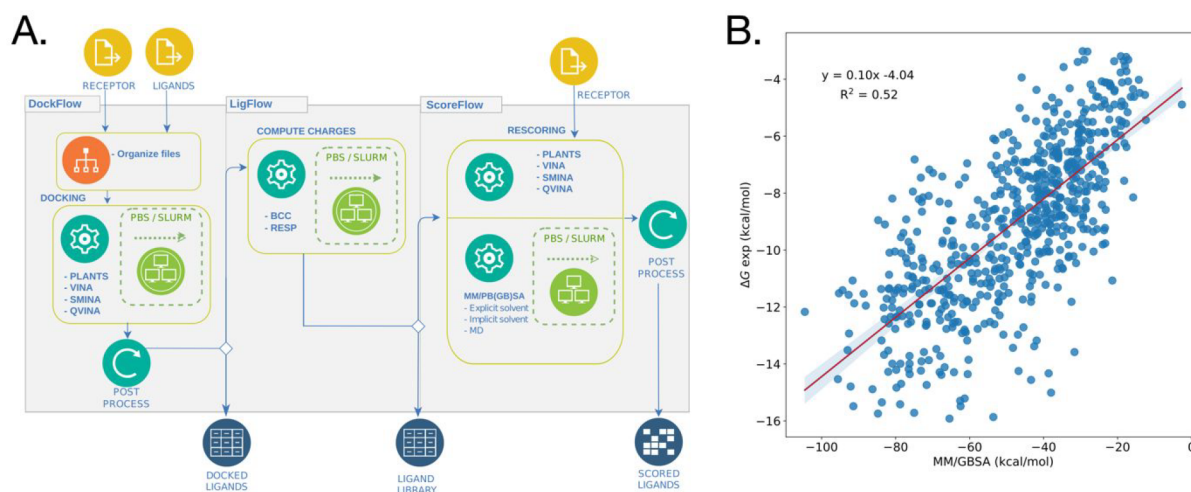 A.
RECEPTOR
LIGANDS
RECEPTOR
DockFlow
LigFlow
ScoreFlow
- Organize files
DOCKING
PBS / SLURM
- PLANTS
- VINA
- SMINA
- QVINA
POST
PROCESS
COMPUTE CHARGES
PBS / SLURM
- BCC
- RESP
RESCORING
- PLANTS
- VINA
- SMINA
- QVINA
PBS / SLURM
MM/PB(GB)SA
- Explicit solvent
- Implicit solvent
- MD
POST
PROCESS
DOCKED
LIGANDS
LIGAND
LIBRARY
SCORED
LIGANDS
B.
y = 0.10x -4.04
R² = 0.52
ΔG exp (kcal/mol)
−4
−6
−8
−10
−12
−14
−16
−100
−80
−60
−40
−20
0
MM/GBSA (kcal/mol)